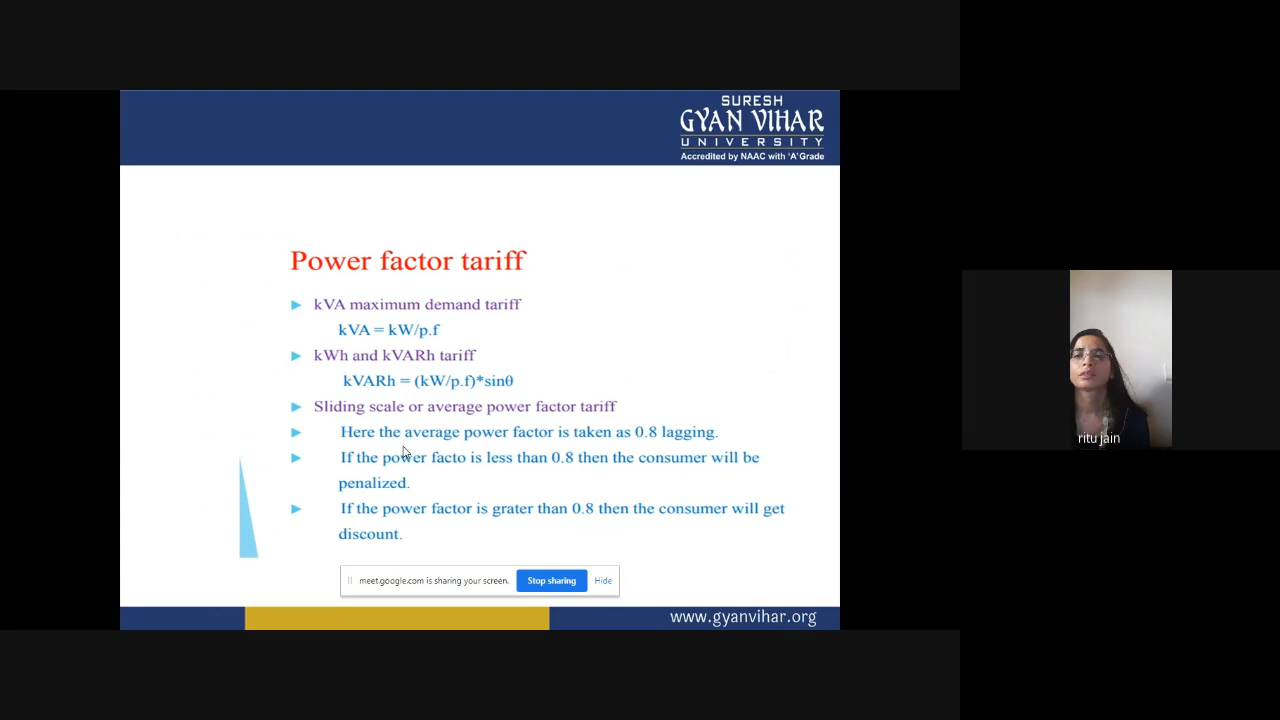 SURESH
GYAN VIHAR
UNIVERSITY
Accredited by NAAC with 'A' Grade
Power factor tariff
kVA maximum demand tariff
kVA = kW/p.f
kWh and kVARh tariff
kVARh = (kW/p.f)*sinθ
Sliding scale or average power factor tariff
Here the average power factor is taken as 0.8 lagging.
If the power facto is less than 0.8 then the consumer will be
penalized.
If the power factor is grater than 0.8 then the consumer will get
discount.
meet.google.com is sharing your screen.
Stop sharing
Hide
www.gyanvihar.org
ritu jain